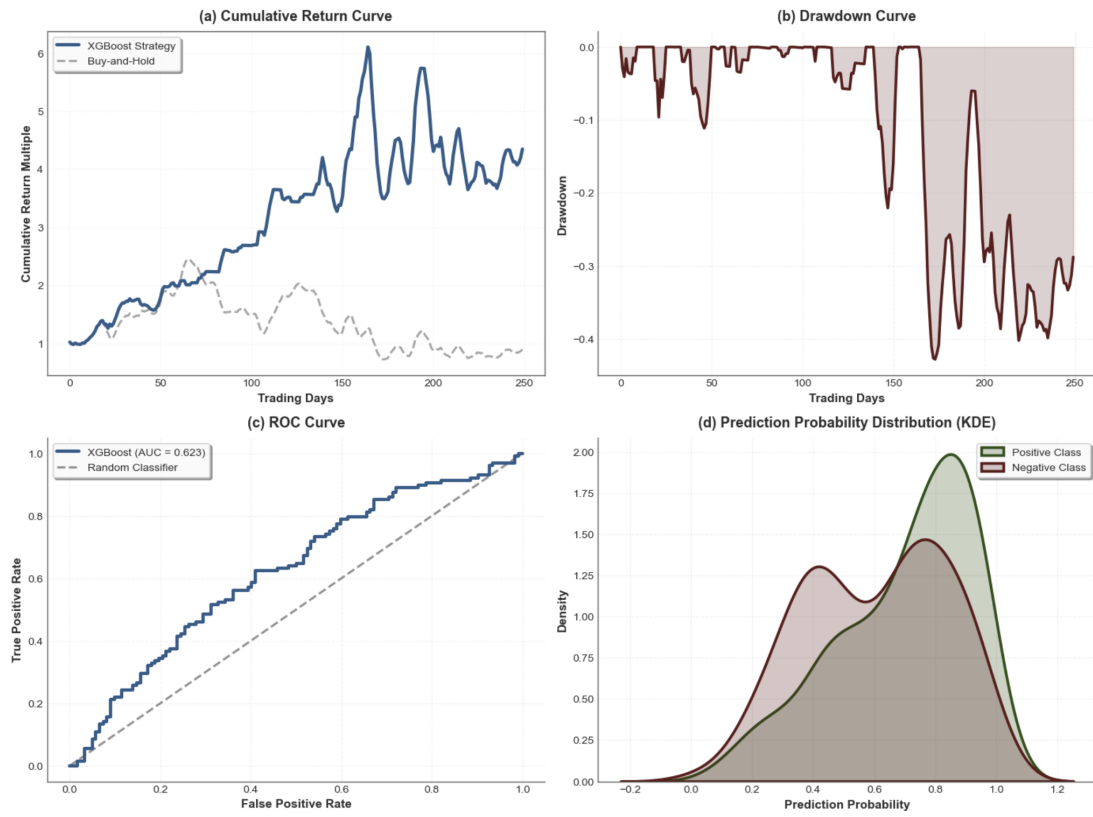 (a) Cumulative Return Curve
XGBoost Strategy
Buy-and-Hold
6
5
4
3
2
1
Cumulative Return Multiple
0 50 100 150 200 250
Trading Days
(b) Drawdown Curve
0.0
−0.1
−0.2
−0.3
−0.4
Drawdown
0 50 100 150 200 250
Trading Days
(c) ROC Curve
XGBoost (AUC = 0.623)
Random Classifier
1.0
0.8
0.6
0.4
0.2
0.0
True Positive Rate
0.0 0.2 0.4 0.6 0.8 1.0
False Positive Rate
(d) Prediction Probability Distribution (KDE)
Positive Class
Negative Class
2.00
1.75
1.50
1.25
1.00
0.75
0.50
0.25
0.00
Density
−0.2 0.0 0.2 0.4 0.6 0.8 1.0 1.2
Prediction Probability